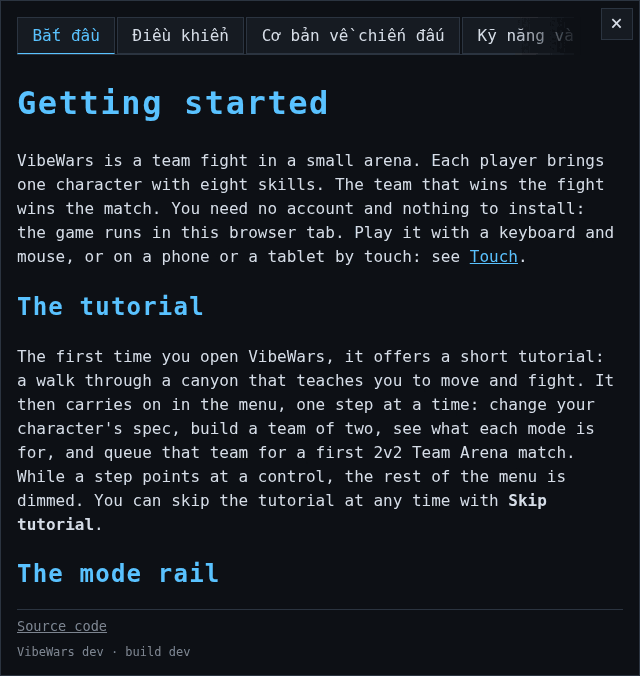 Bắt đầu
Điều khiển
Cơ bản về chiến đấu
Kỹ năng và
×
Getting started
VibeWars is a team fight in a small arena. Each player brings
one character with eight skills. The team that wins the fight
wins the match. You need no account and nothing to install:
the game runs in this browser tab. Play it with a keyboard and
mouse, or on a phone or a tablet by touch: see Touch.
The tutorial
The first time you open VibeWars, it offers a short tutorial:
a walk through a canyon that teaches you to move and fight. It
then carries on in the menu, one step at a time: change your
character's spec, build a team of two, see what each mode is
for, and queue that team for a first 2v2 Team Arena match.
While a step points at a control, the rest of the menu is
dimmed. You can skip the tutorial at any time with Skip
tutorial.
The mode rail
Source code
VibeWars dev · build dev